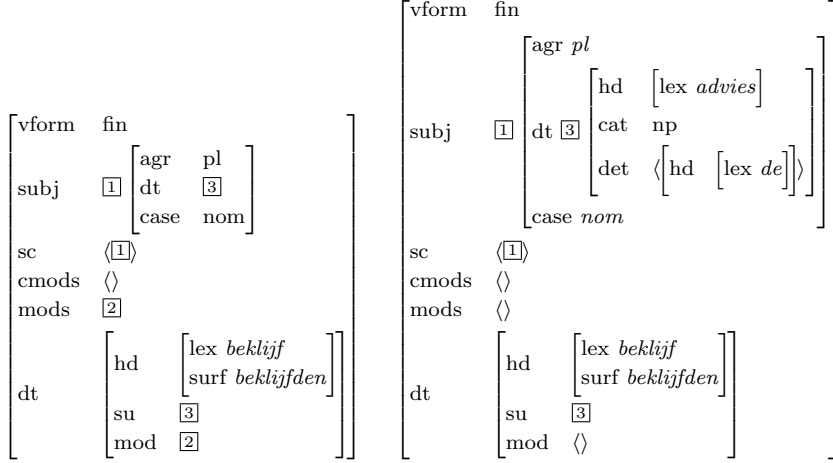 vform fin
subj 1 agr pl
dt 3
case nom
sc ⟨1⟩
cmods ⟨⟩
mods 2
dt hd lex beklijf
surf beklijfden
su 3
mod 2
vform fin
subj 1 agr pl
dt 3 hd lex advies
cat np
det ⟨hd lex de⟩
case nom
sc ⟨1⟩
cmods ⟨⟩
mods ⟨⟩
dt hd lex beklijf
surf beklijfden
su 3
mod ⟨⟩